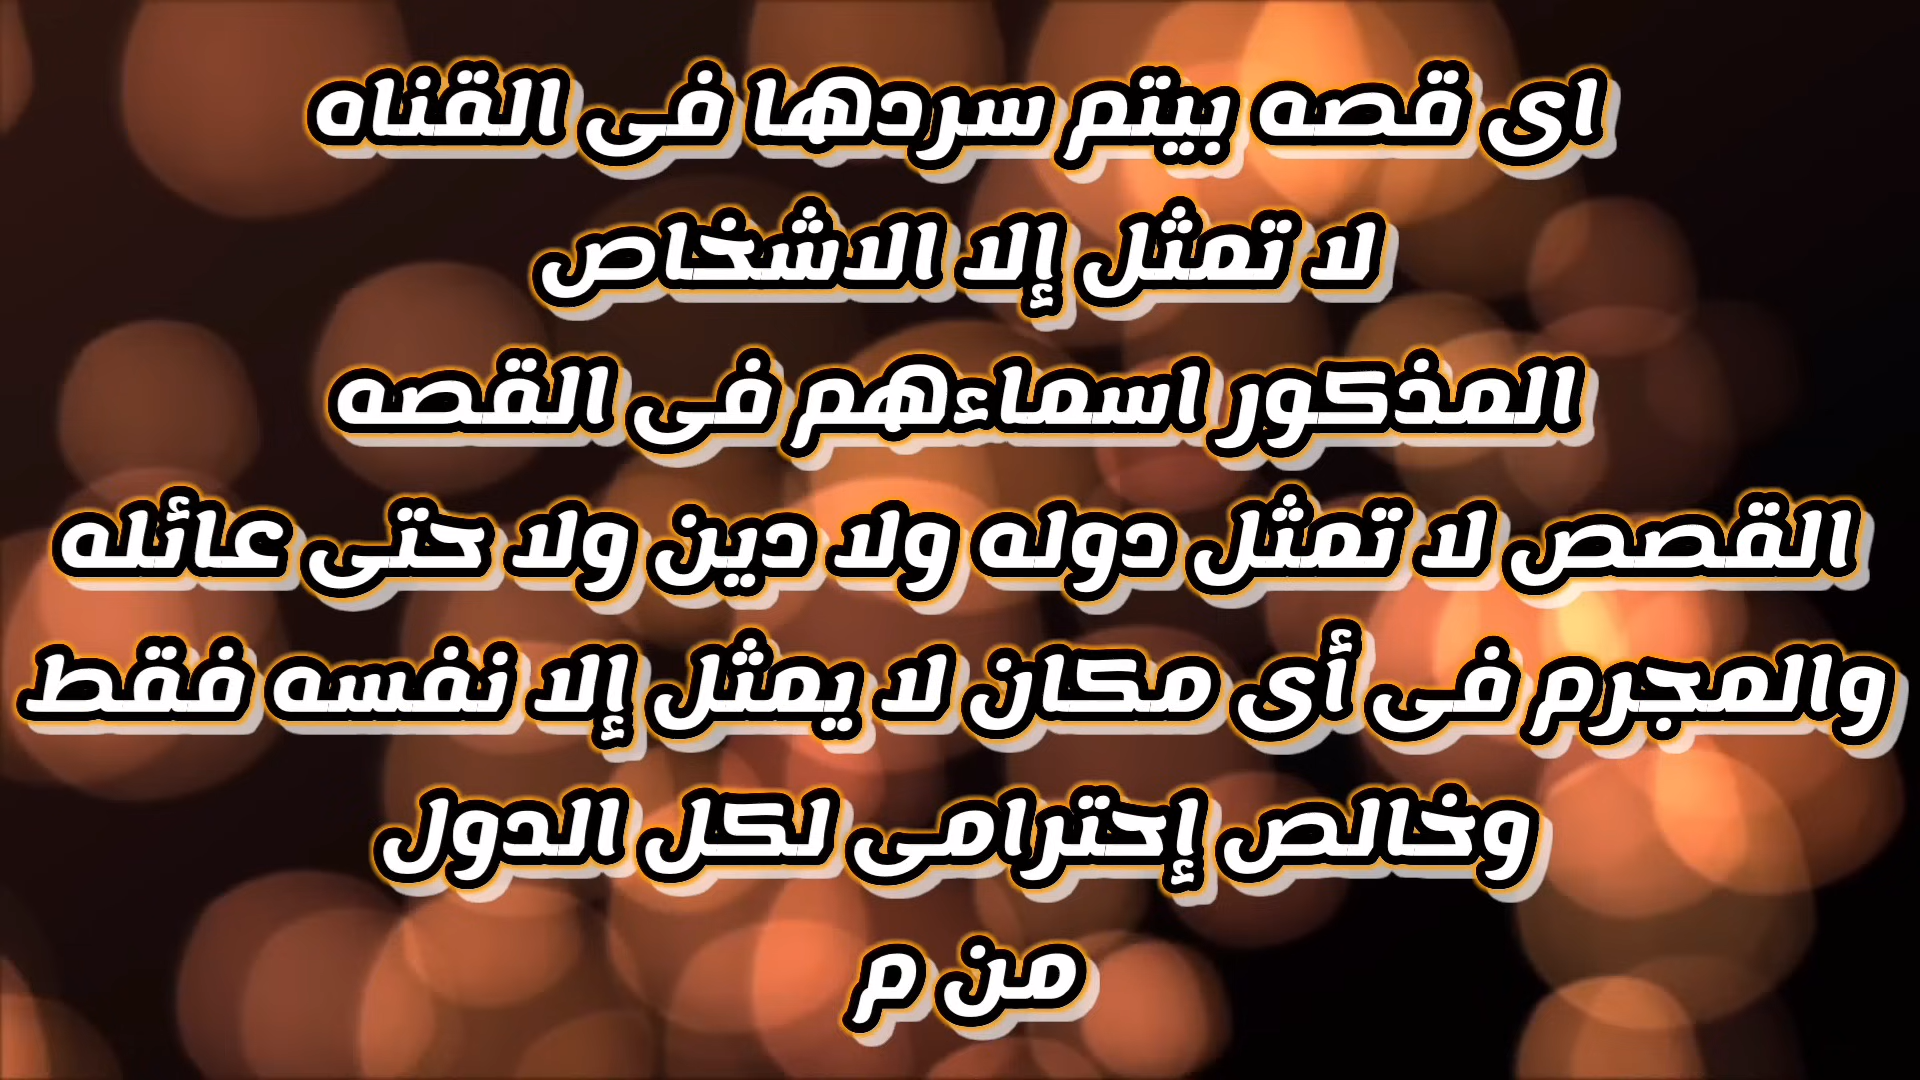 اى قصه بيتم سردها فى القناه
لا تمثل إلا الاشخاص
المذكور اسماءهم فى القصه
القصص لا تمثل دوله ولا دين ولا حتى عائله
والمجرم فى أى مكان لا يمثل إلا نفسه فقط
وخالص إحترامى لكل الدول
من م